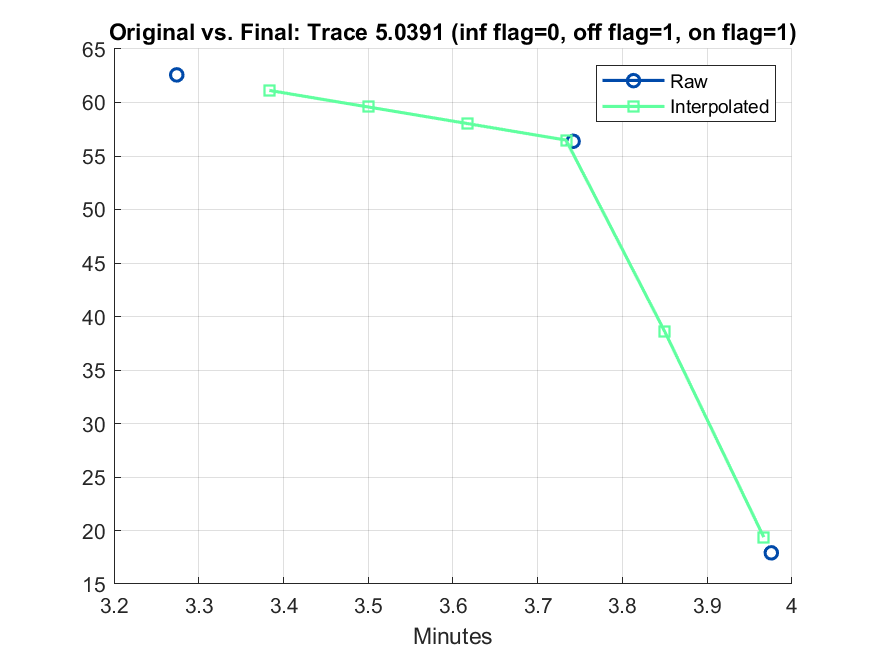 Original vs. Final: Trace 5.0391 (inf flag=0, off flag=1, on flag=1)
65
60
55
50
45
40
35
30
25
20
15
Raw
Interpolated
3.2 3.3 3.4 3.5 3.6 3.7 3.8 3.9 4
Minutes